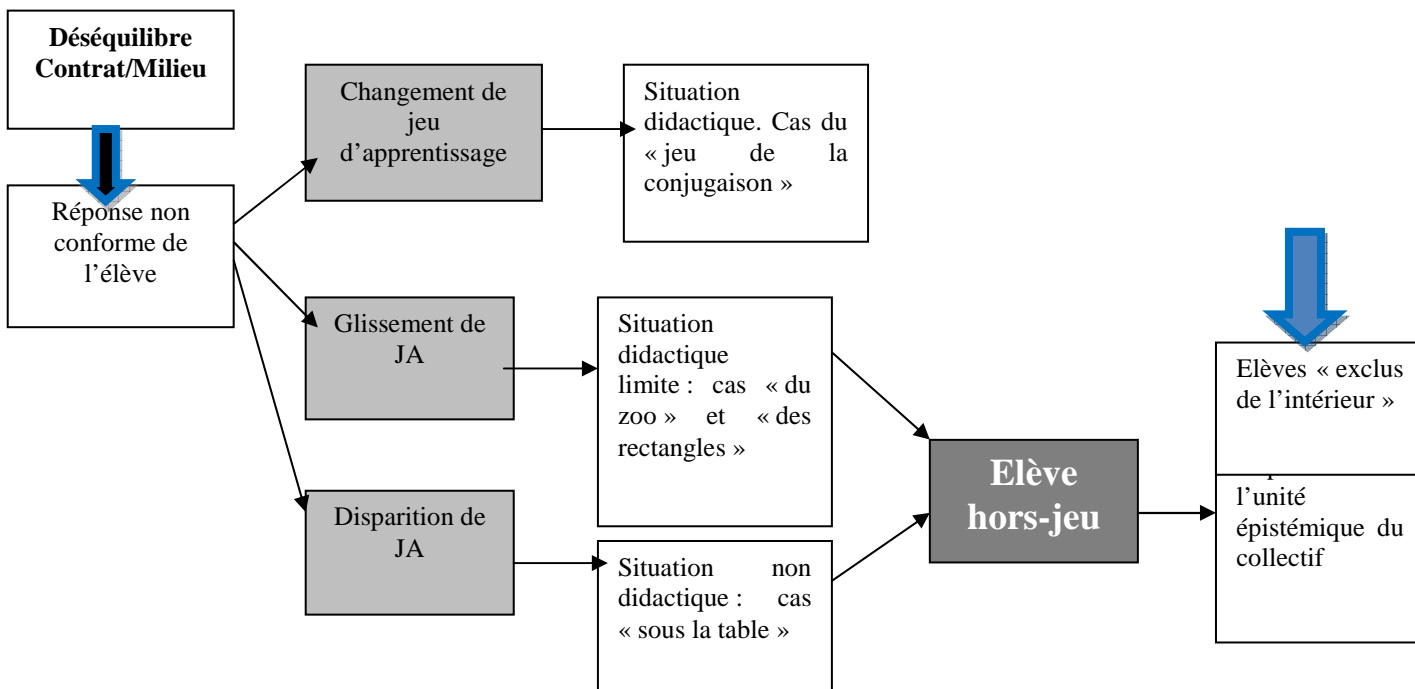 Déséquilibre
Contrat/Milieu
Réponse non
conforme de
l’élève
Changement de
jeu
d’apprentissage
Situation
didactique. Cas du
« jeu de la
conjugaison »
Glissement de
JA
Situation
didactique
limite : cas « du
zoo » et « des
rectangles »
Disparition de
JA
Situation non
didactique : cas
« sous la table »
Elève
hors-jeu
Elèves « exclus
de l’intérieur »
l’unité
épistémique du
collectif